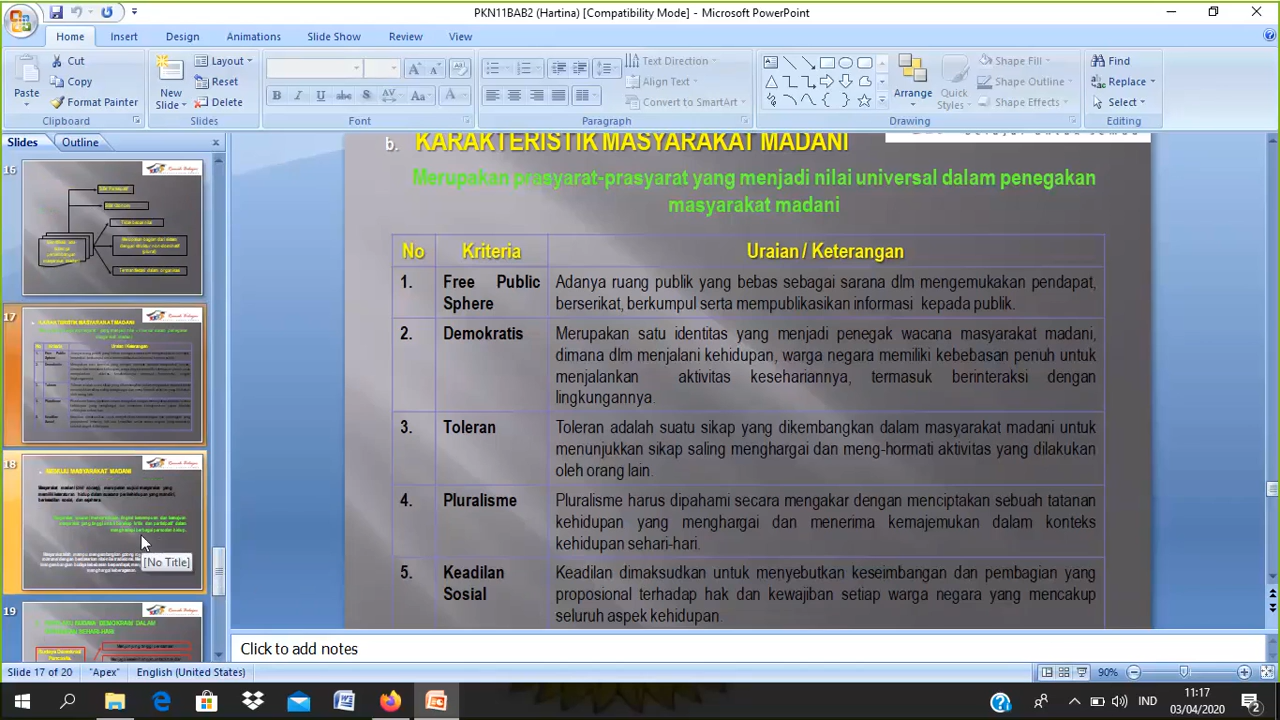 PKN11BAB2 (Hartina) [Compatibility Mode] - Microsoft PowerPoint
Home Insert Design Animations Slide Show Review View
Cut
Copy
Format Painter
Paste
Clipboard
New
Slide
Layout
Reset
Delete
Slides
B I U abc S AV Aa A
Font
Text Direction
Align Text
Convert to SmartArt
Paragraph
Arrange
Quick
Styles
Shape Fill
Shape Outline
Shape Effects
Drawing
Find
Replace
Select
Editing
Slides Outline
16
17
KARAKTERISTIK MASYARAKAT MADANI
18
MENUJU MASYARAKAT MADANI
[No Title]
19
b. KARAKTERISTIK MASYARAKAT MADANI
Merupakan prasyarat-prasyarat yang menjadi nilai universal dalam penegakan
masyarakat madani
No Kriteria Uraian / Keterangan
1. Free Public Adanya ruang publik yang bebas sebagai sarana dlm mengemukakan pendapat,
Sphere berserikat, berkumpul serta mempublikasikan informasi kepada publik.
2. Demokratis Merupakan satu identitas yang menjadi penegak wacana masyarakat madani,
dimana dlm menjalani kehidupan, warga negara memiliki kebebasan penuh untuk
menjalankan aktivitas kesehariannya, termasuk berinteraksi dengan
lingkungannya.
3. Toleran Toleran adalah suatu sikap yang dikembangkan dalam masyarakat madani untuk
menunjukkan sikap saling menghargai dan menghormati aktivitas yang dilakukan
oleh orang lain.
4. Pluralisme Pluralisme harus dipahami secara mengakar dengan menciptakan sebuah tatanan
kehidupan yang menghargai dan menerima kemajemukan dalam konteks
kehidupan sehari-hari.
5. Keadilan Keadilan dimaksudkan untuk menyebutkan keseimbangan dan pembagian yang
Sosial proposional terhadap hak dan kewajiban setiap warga negara yang mencakup
seluruh aspek kehidupan.
Click to add notes
Slide 17 of 20 "Apex" English (United States) 90%
IND
11:17
03/04/2020
2